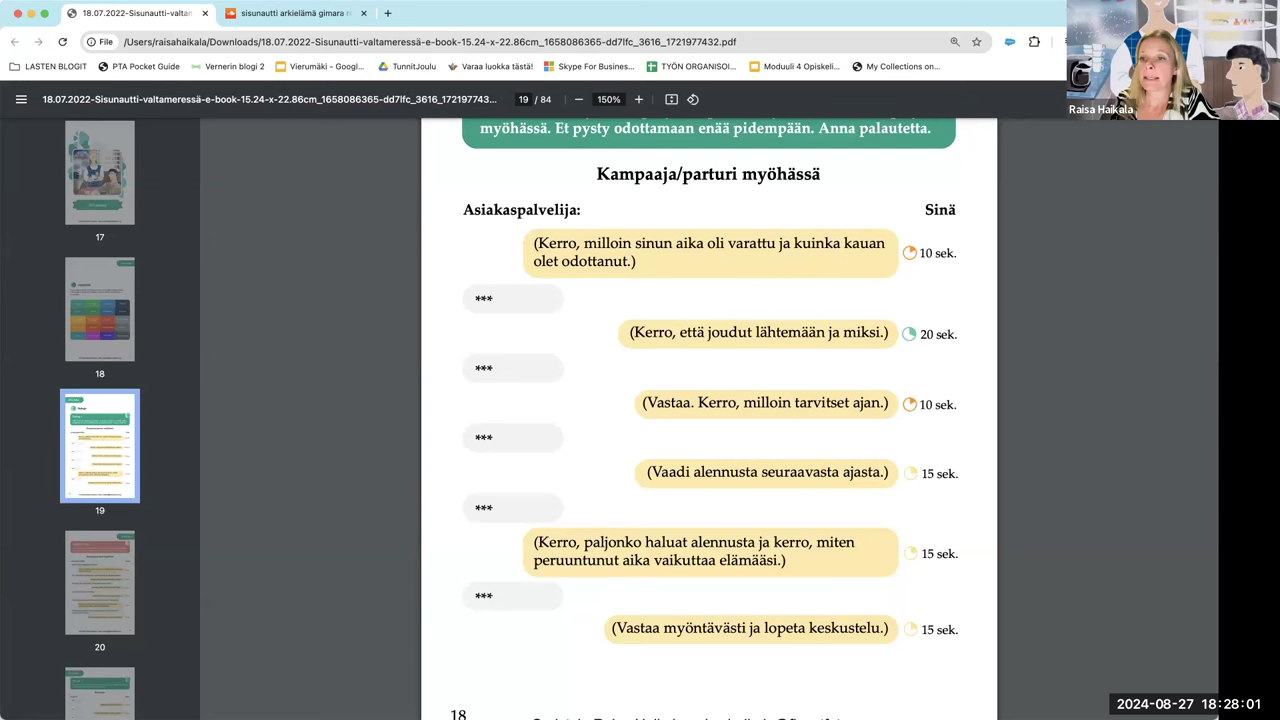 18.07.2022-Sisunautti-valtam
sisunautti arkielämä gimara
File
/Users/raisahaikala/Downloads/18.07.2022-Sisunautti-valtameressä-e-book-15.24-x-22.86cm_1658086365-dd7lfc_3616_1721977432.pdf
LASTEN BLOGIT
PTA Pocket Guide
Vernerin blogi 2
Vierumäki - Googl...
TunnitJoulu
Varaa luokka tästä!
Skype For Busines...
TYÖN ORGANISOI...
Moduuli 4 Opiskeli...
My Collections on...
18.07.2022-Sisunautti-valtameressä-e-book-15.24-x-22.86cm_1658086365-dd7lfc_3616_172197743...
19 / 84
150%
Raisa Haikala
17
18
19
20
myöhässä. Et pysty odottamaan enää pidempään. Anna palautetta.
Kampaaja/parturi myöhässä
Asiakaspalvelija:
Sinä
(Kerro, milloin sinun aika oli varattu ja kuinka kauan
olet odottanut.)
10 sek.
***
(Kerro, että joudut lähtemään ja miksi.)
20 sek.
***
(Vastaa. Kerro, milloin tarvitset ajan.)
10 sek.
***
(Vaadi alennusta seuraavasta ajasta.)
15 sek.
***
(Kerro, paljonko haluat alennusta ja kerro, miten
peruuntunut aika vaikuttaa elämääsi.)
15 sek.
***
(Vastaa myöntävästi ja lopeta keskustelu.)
15 sek.
18
2024-08-27 18:28:01